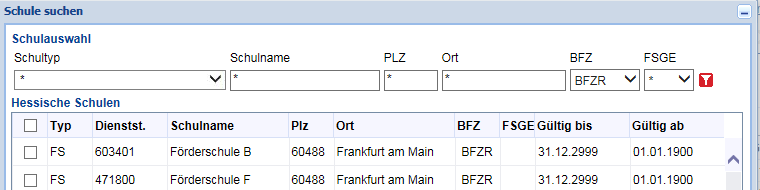 Schule suchen
Schulauswahl
Schultyp Schulname PLZ Ort BFZ FSGE
* * * * BFZR *
Hessische Schulen
Typ Dienstst. Schulname Plz Ort BFZ FSGE Gültig bis Gültig ab
FS 603401 Förderschule B 60488 Frankfurt am Main BFZR 31.12.2999 01.01.1900
FS 471800 Förderschule F 60488 Frankfurt am Main BFZR 31.12.2999 01.01.1900